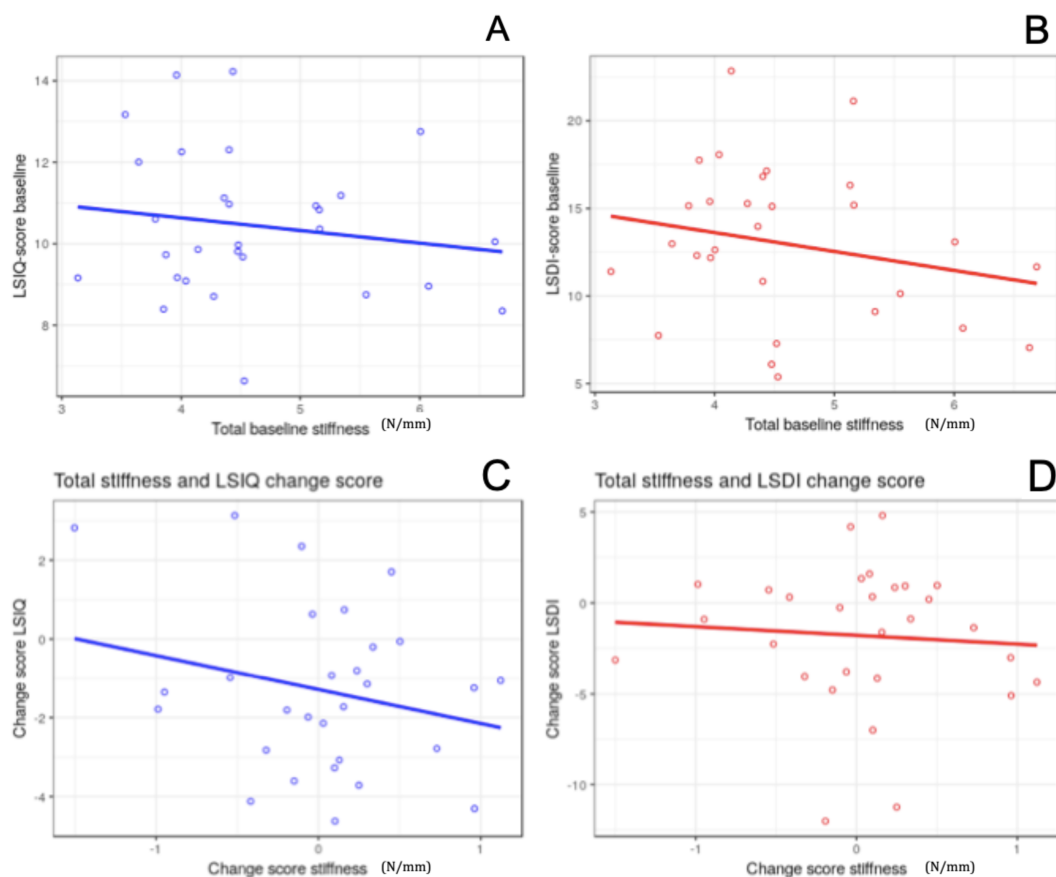 A
B
LSIQ-score baseline
14
12
10
8
3
4
5
6
Total baseline stiffness (N/mm)
LSDI-score baseline
20
15
10
5
3
4
5
6
Total baseline stiffness (N/mm)
C
D
Total stiffness and LSIQ change score
Change score LSIQ
2
0
-2
-4
-1
0
1
Change score stiffness (N/mm)
Total stiffness and LSDI change score
Change score LSDI
5
0
-5
-10
-1
0
1
Change score stiffness (N/mm)